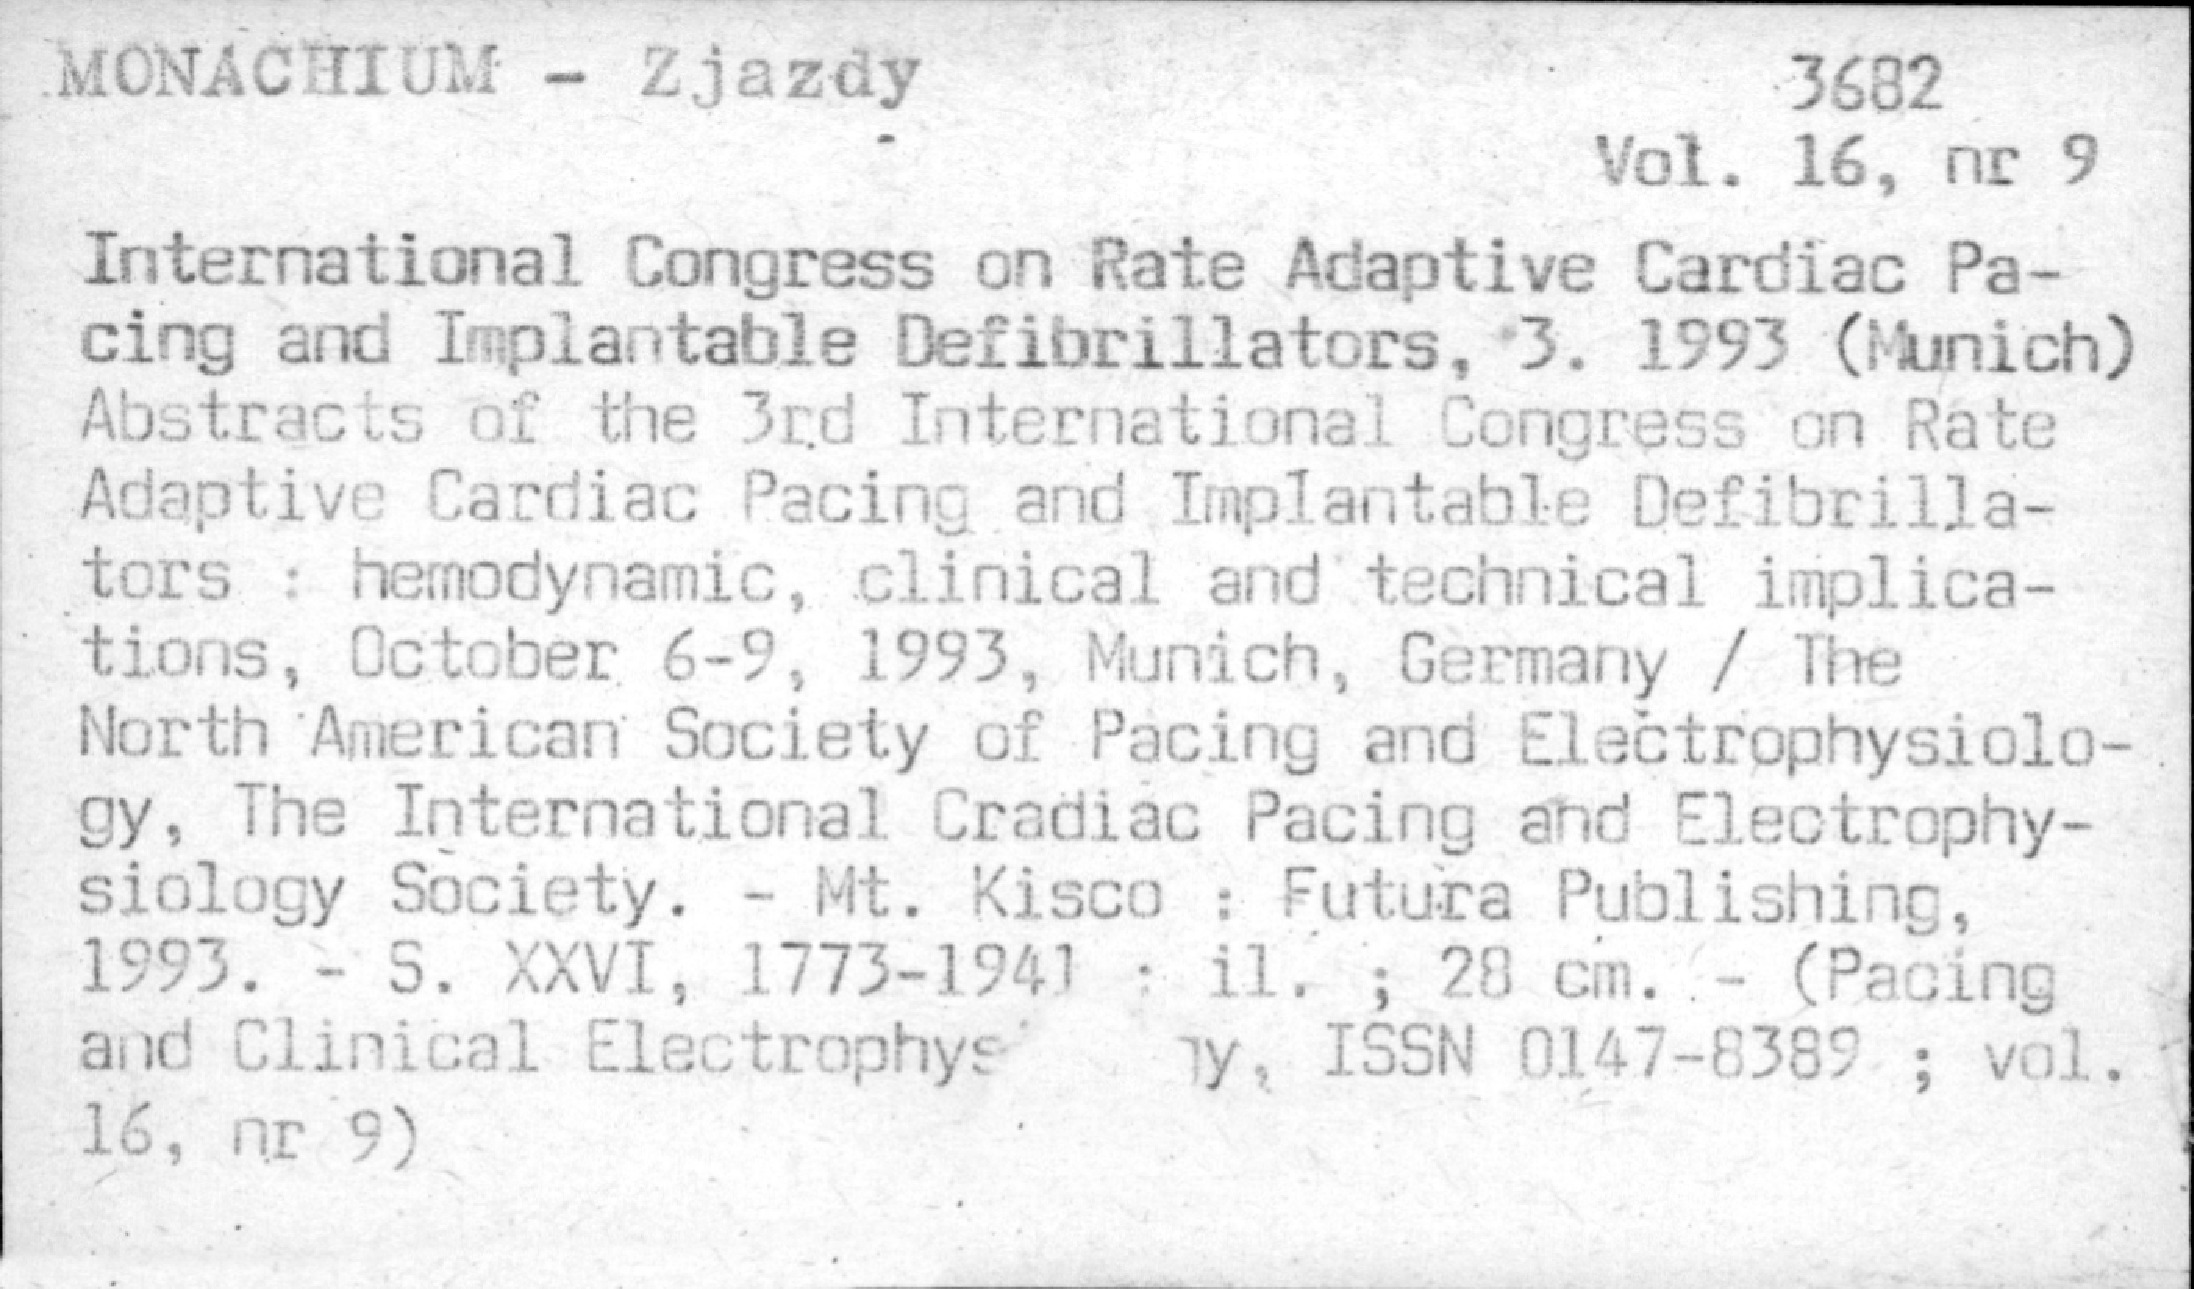 MONACHIUM - Zjazdy
3682
Vol. 16, nr 9
International Congress on Rate Adaptive Cardiac Pa-
cing and Implantable Defibrillators, 3. 1993 (Munich)
Abstracts of the 3rd International Congress on Rate
Adaptive Cardiac Pacing and Implantable Defibrilla-
tors : hemodynamic, clinical and technical implica-
tions, October 6-9, 1993, Munich, Germany / The
North American Society of Pacing and Electrophysiolo-
gy, The International Cradiac Pacing and Electrophy-
siology Society. - Mt. Kisco : Futura Publishing,
1993. - S. XXVI, 1773-1941 : il. ; 28 cm. - (Pacing
and Clinical ISSN 0147-8389 ; vol.
16, nr 9)